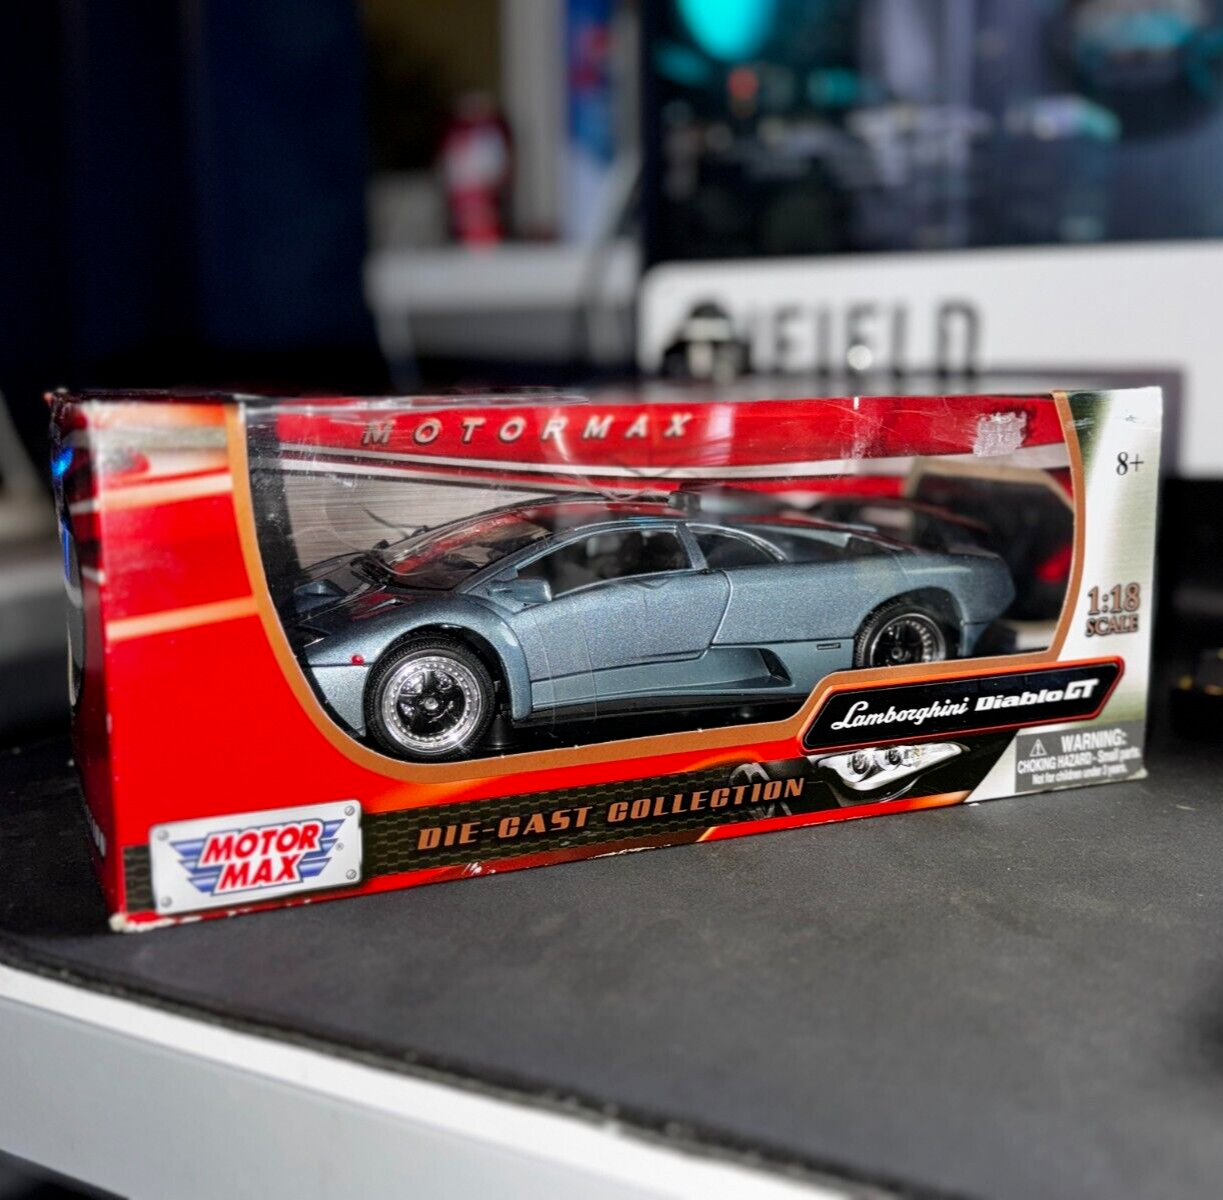 MOTORMAX
8+
1:18
SCALE
Lamborghini Diablo GT
WARNING:
CHOKING HAZARD - Small parts.
Not for children under 3 years.
DIE-CAST COLLECTION
MOTOR
MAX
®